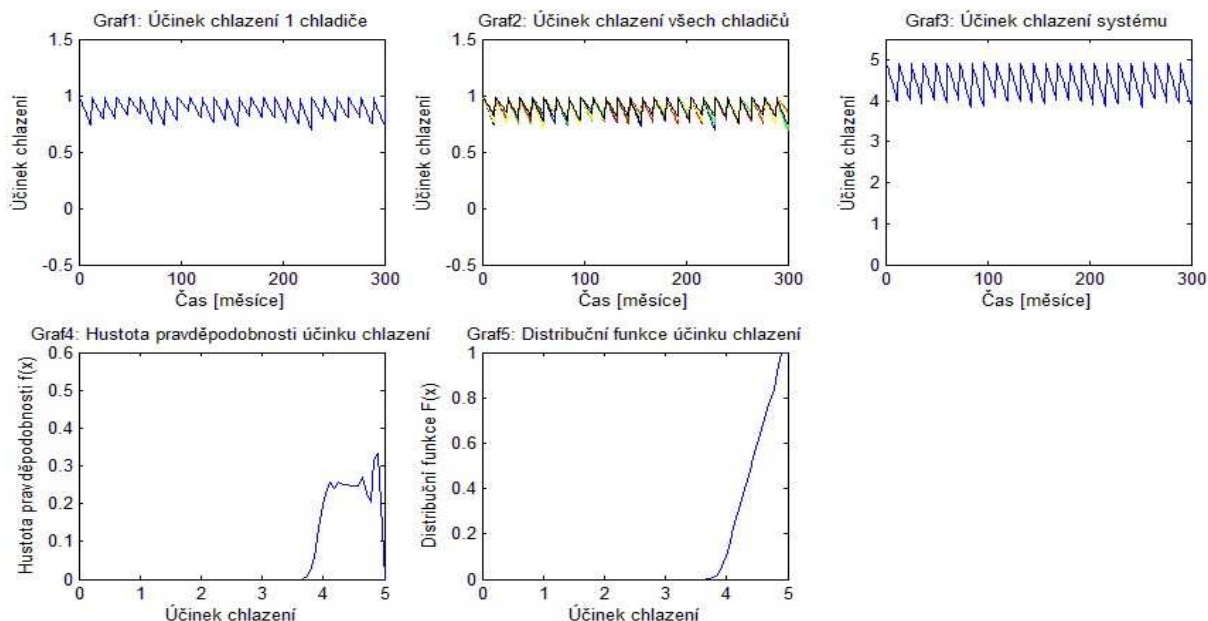 Graf1: Účinek chlazení 1 chladiče
1.5
1
0.5
0
-0.5
0 100 200 300
Účinek chlazení
Čas [měsíce]
Graf2: Účinek chlazení všech chladičů
1.5
1
0.5
0
-0.5
0 100 200 300
Účinek chlazení
Čas [měsíce]
Graf3: Účinek chlazení systému
5
4
3
2
1
0
0 100 200 300
Účinek chlazení
Čas [měsíce]
Graf4: Hustota pravděpodobnosti účinku chlazení
0.6
0.5
0.4
0.3
0.2
0.1
0
0 1 2 3 4 5
Hustota pravděpodobnosti f(x)
Účinek chlazení
Graf5: Distribuční funkce účinku chlazení
1
0.8
0.6
0.4
0.2
0
0 1 2 3 4 5
Distribuční funkce F(x)
Účinek chlazení